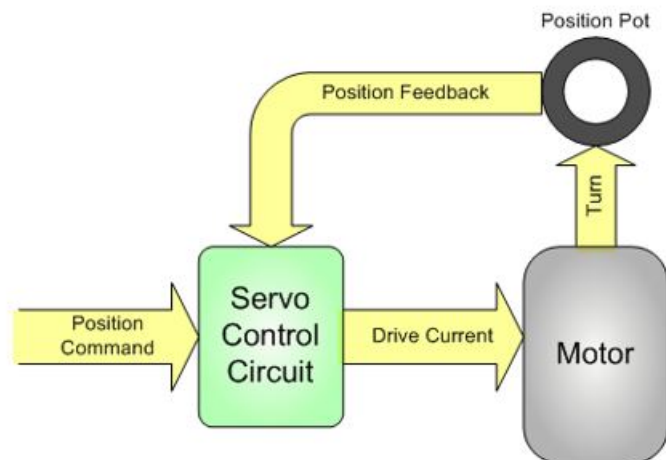 Position Pot
Position Feedback
Turn
Servo
Control
Circuit
Position
Command
Drive Current
Motor